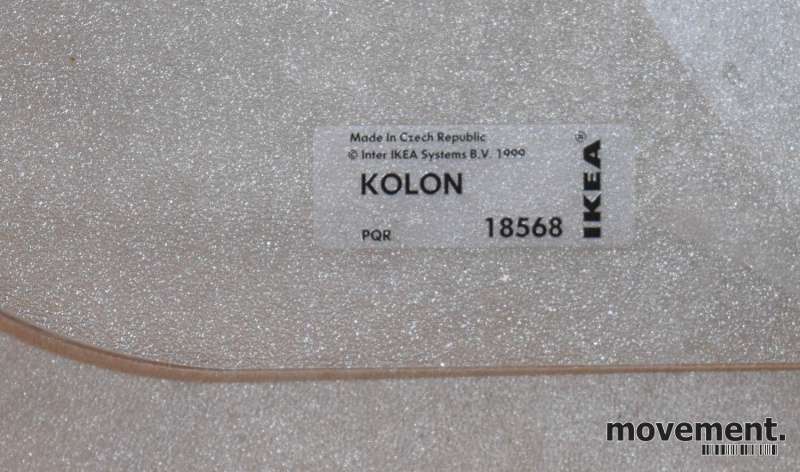 Made In Czech Republic
© Inter IKEA Systems B.V. 1999
KOLON
PQR
18568
IKEA®
movement.